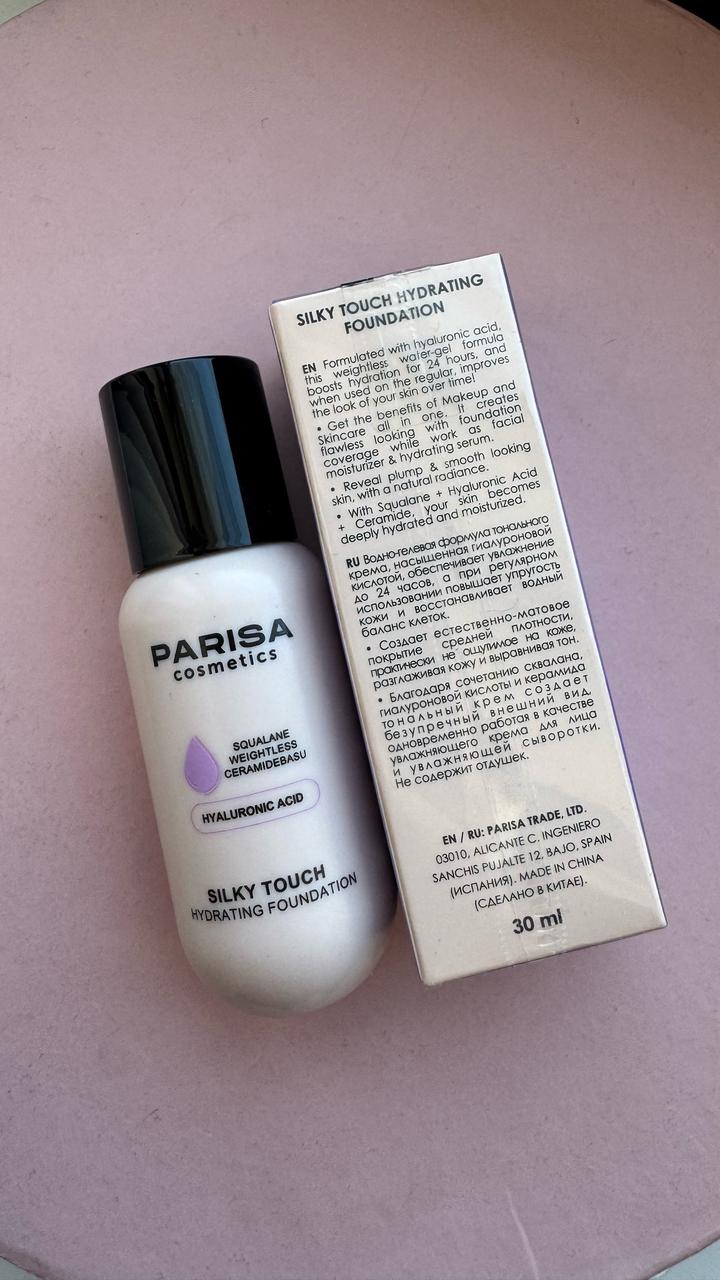 PARISA
cosmetics
SQUALANE
WEIGHTLESS
CERAMIDEBASU
HYALURONIC ACID
SILKY TOUCH
HYDRATING FOUNDATION
SILKY TOUCH HYDRATING
FOUNDATION
EN Formulated with hyaluronic acid,
this weightless water-gel formula
boosts hydration for 24 hours, and
when used on the regular, improves
the look of your skin over time!
• Get the benefits of Makeup and
Skincare all in one. It creates
flawless looking with foundation
coverage while work as facial
moisturizer & hydrating serum.
• Reveal plump & smooth looking
skin, with a natural radiance.
• With Squalane + Hyaluronic Acid
+ Ceramide, your skin becomes
deeply hydrated and moisturized.
RU Водно-гелевая формула тонального
крема, насыщенная гиалуроновой
кислотой, обеспечивает увлажнение
до 24 часов, а при регулярном
использовании повышает упругость
кожи и восстанавливает водный
баланс клеток.
• Создает естественно-матовое
покрытие средней плотности,
практически не ощутимое на коже,
разглаживая кожу и выравнивая тон.
• Благодаря сочетанию сквалана,
гиалуроновой кислоты и керамида
тональный крем создает
безупречный внешний вид,
одновременно работая в качестве
увлажняющего крема для лица
и увлажняющей сыворотки.
Не содержит отдушек.
EN / RU: PARISA TRADE, LTD.
03010, ALICANTE C. INGENIERO
SANCHIS PUJALTE 12, BAJO, SPAIN
(ИСПАНИЯ). MADE IN CHINA
(СДЕЛАНО В КИТАЕ).
30 ml